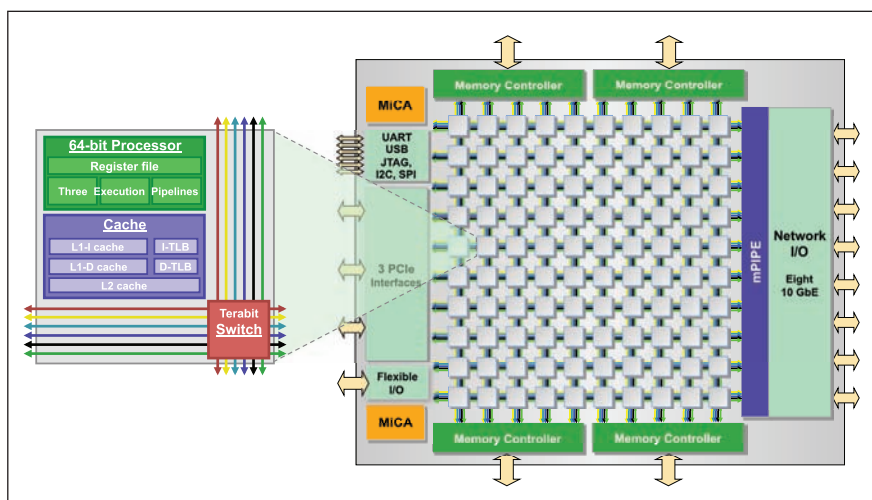 64-bit Processor
Register file
Three Execution Pipelines
Cache
L1-I cache I-TLB
L1-D cache D-TLB
L2 cache
Terabit
Switch
Memory Controller Memory Controller
MiCA
UART
USB
JTAG,
I2C, SPI
3 PCIe
Interfaces
Flexible
I/O
MiCA
mPIPE
Network
I/O
Eight
10 GbE
Memory Controller Memory Controller